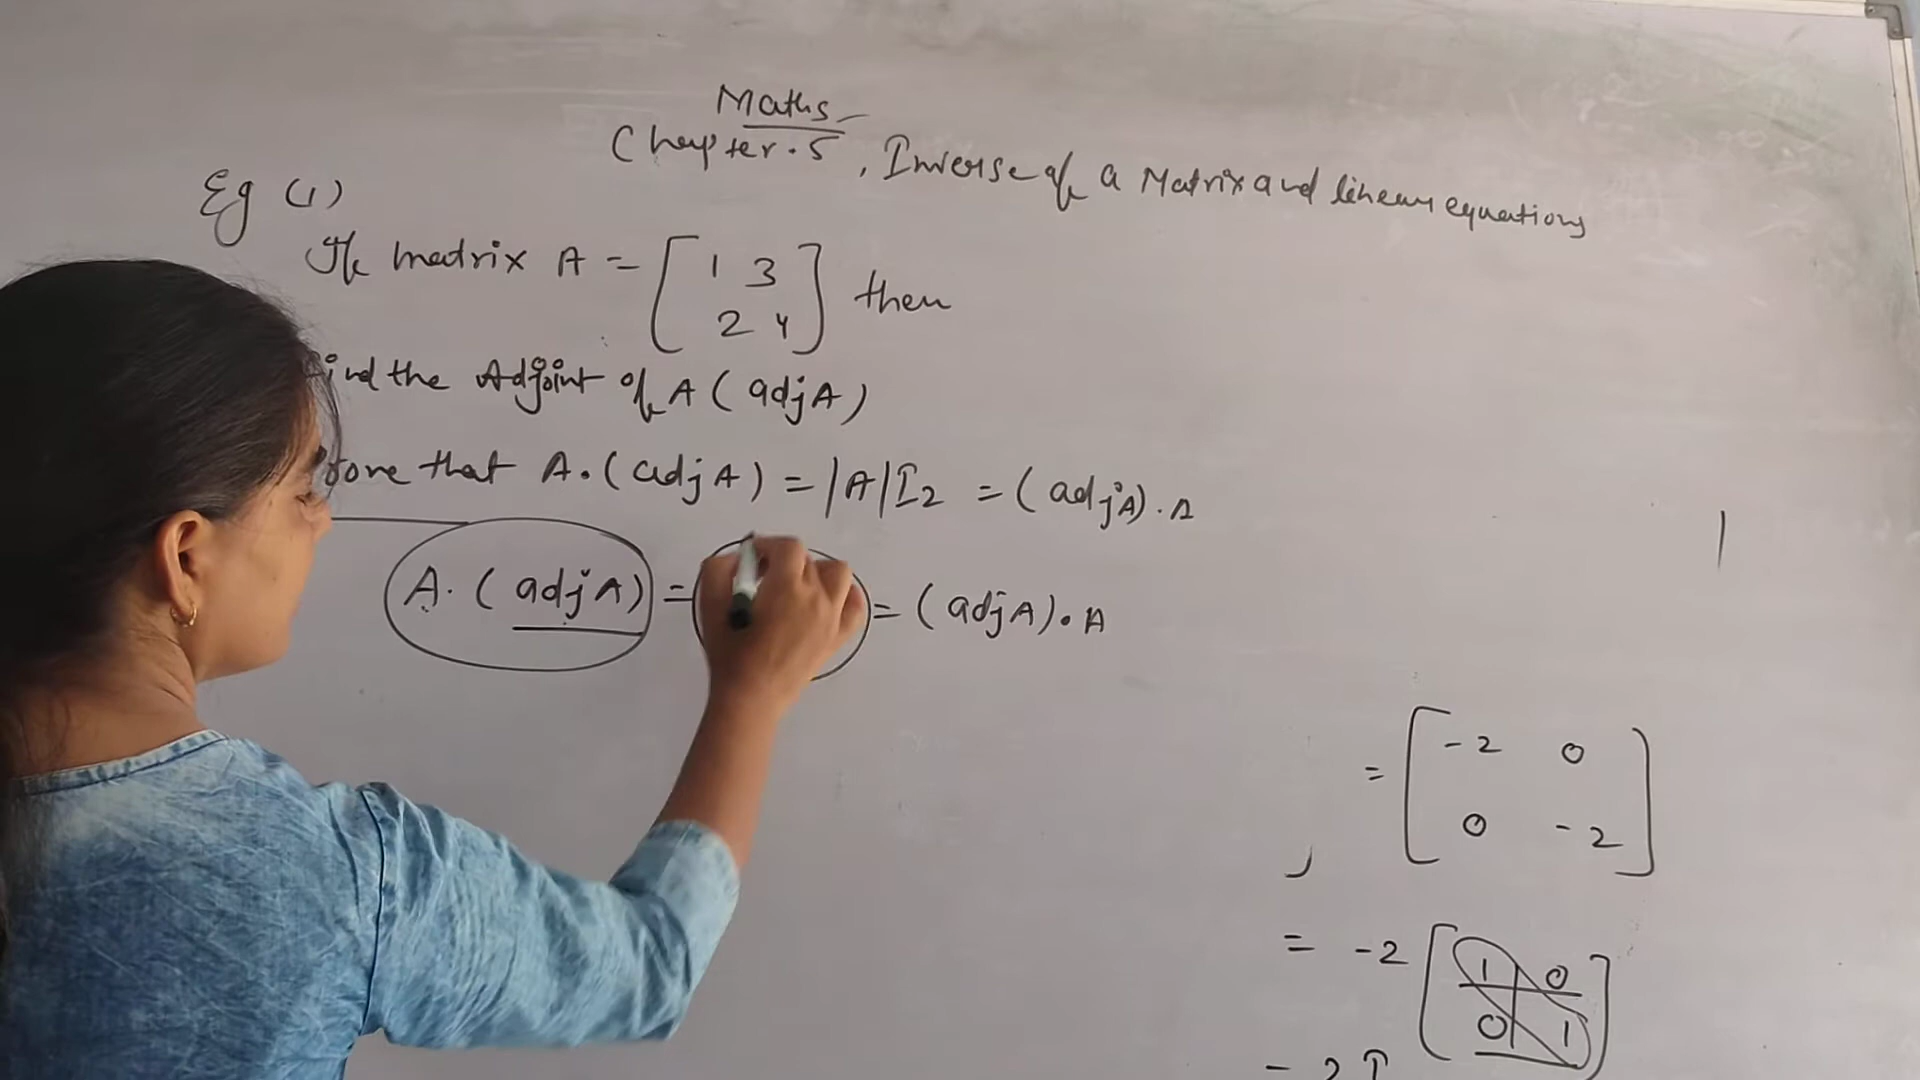 Maths
Chapter.5, Inverse of a Matrix and linear equations
Eg (1)
If matrix A = [ 1 3
2 4 ] then
ind the Adjoint of A (adjA)
rove that A.(adjA) = |A|I2 = (adjA).A
A.(adjA) = = (adjA).A
= [ -2 0
0 -2 ]
= -2 [ 1 0
0 1 ]
- 2 I